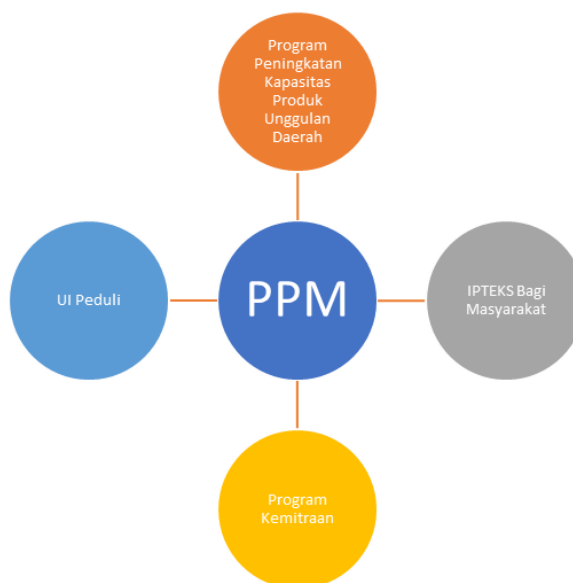 Program
Peningkatan
Kapasitas
Produk
Unggulan
Daerah
UI Peduli
PPM
IPTEKS Bagi
Masyarakat
Program
Kemitraan